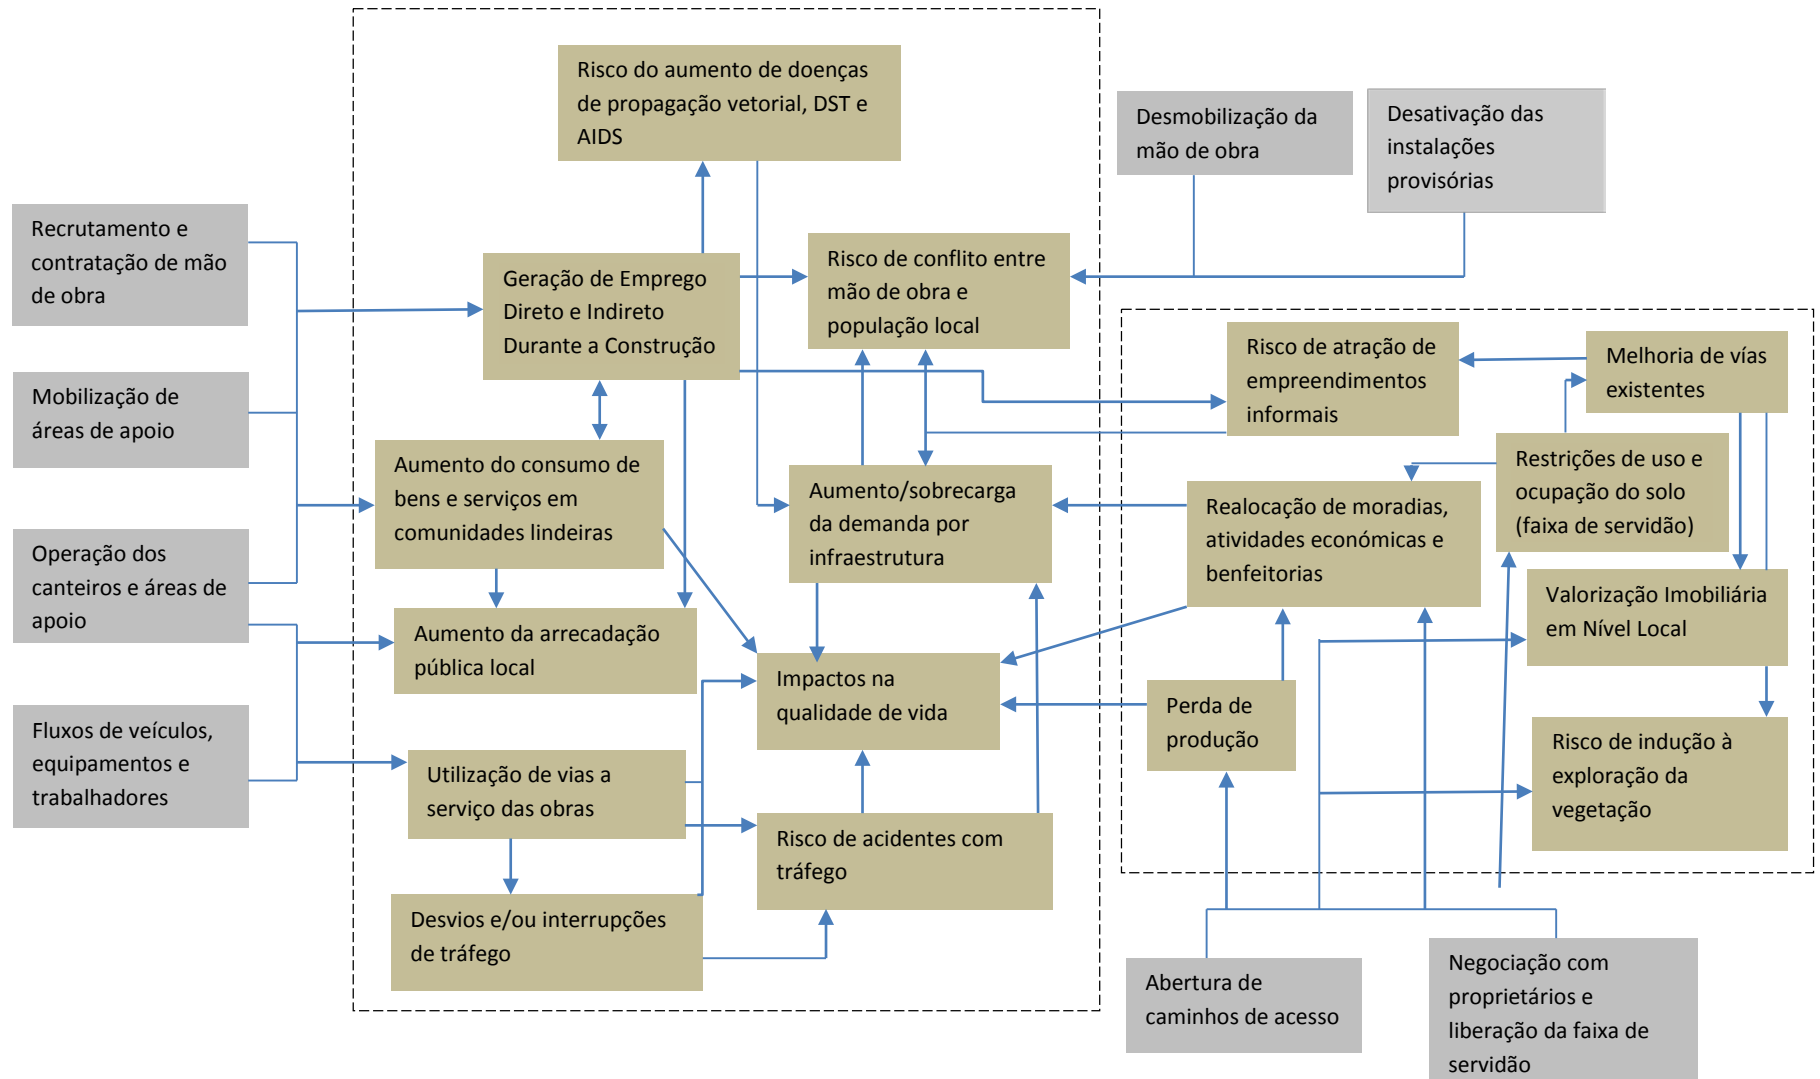 Risco do aumento de doenças
de propagação vetorial, DST e
AIDS
Desmobilização da
mão de obra
Desativação das
instalações
provisórias
Recrutamento e
contratação de mão
de obra
Geração de Emprego
Direto e Indireto
Durante a Construção
Risco de conflito entre
mão de obra e
população local
Risco de atração de
empreendimentos
informais
Melhoria de vías
existentes
Mobilização de
áreas de apoio
Aumento do consumo de
bens e serviços em
comunidades lindeiras
Aumento/sobrecarga
da demanda por
infraestrutura
Realocação de moradias,
atividades económicas e
benfeitorias
Restrições de uso e
ocupação do solo
(faixa de servidão)
Operação dos
canteiros e áreas de
apoio
Aumento da arrecadação
pública local
Valorização Imobiliária
em Nível Local
Impactos na
qualidade de vida
Perda de
produção
Fluxos de veículos,
equipamentos e
trabalhadores
Utilização de vias a
serviço das obras
Risco de indução à
exploração da
vegetação
Risco de acidentes com
tráfego
Desvios e/ou interrupções
de tráfego
Abertura de
caminhos de acesso
Negociação com
proprietários e
liberação da faixa de
servidão